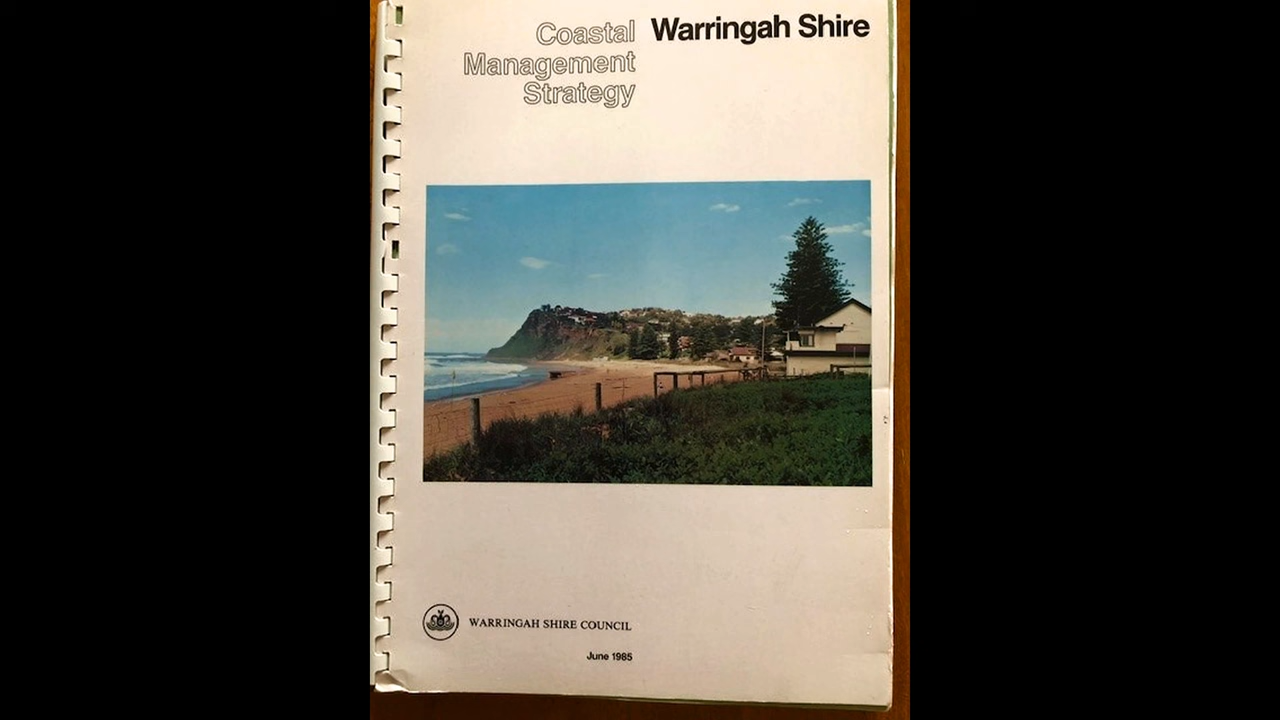 Coastal
Management
Strategy
Warringah Shire
WARRINGAH SHIRE COUNCIL
June 1985